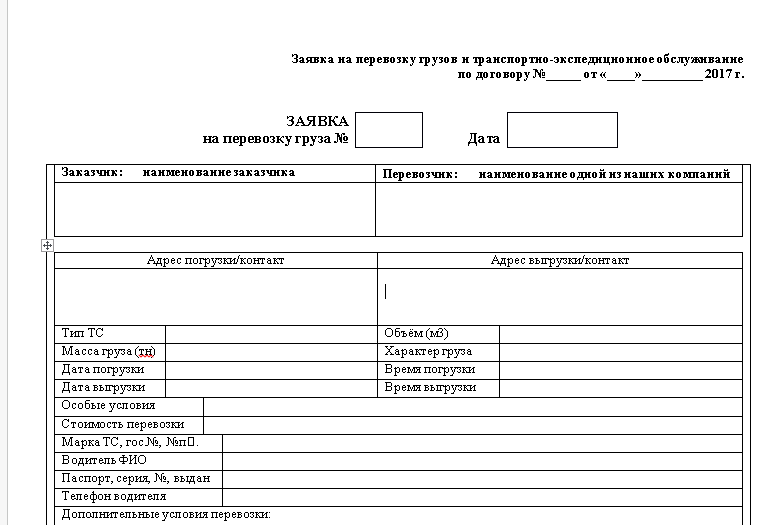 Заявка на перевозку грузов и транспортно-экспедиционное обслуживание
по договору №_____ от «____»_________ 2017 г.
ЗАЯВКА
на перевозку груза №
Дата
Заказчик: наименование заказчика
Перевозчик: наименование одной из наших компаний
Адрес погрузки/контакт
Адрес выгрузки/контакт
Тип ТС
Объём (м3)
Масса груза (тн)
Характер груза
Дата погрузки
Время погрузки
Дата выгрузки
Время выгрузки
Особые условия
Стоимость перевозки
Марка ТС, гос.№, №п▯.
Водитель ФИО
Паспорт, серия, №, выдан
Телефон водителя
Дополнительные условия перевозки: